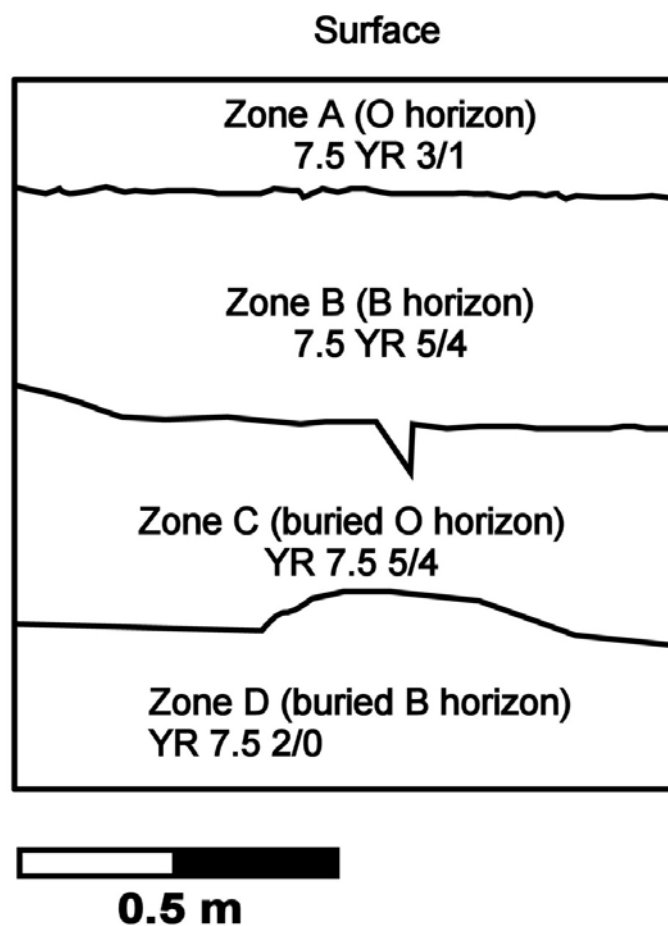 Surface
Zone A (O horizon)
7.5 YR 3/1
Zone B (B horizon)
7.5 YR 5/4
Zone C (buried O horizon)
YR 7.5 5/4
Zone D (buried B horizon)
YR 7.5 2/0
0.5 m